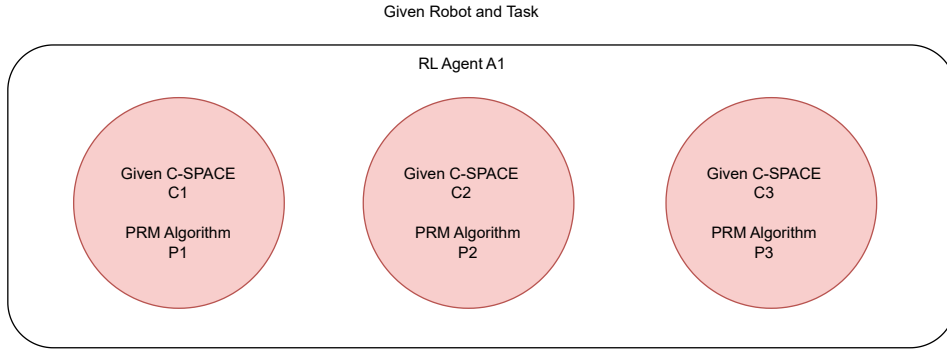 Given Robot and Task
RL Agent A1
Given C-SPACE
C1
PRM Algorithm
P1
Given C-SPACE
C2
PRM Algorithm
P2
Given C-SPACE
C3
PRM Algorithm
P3